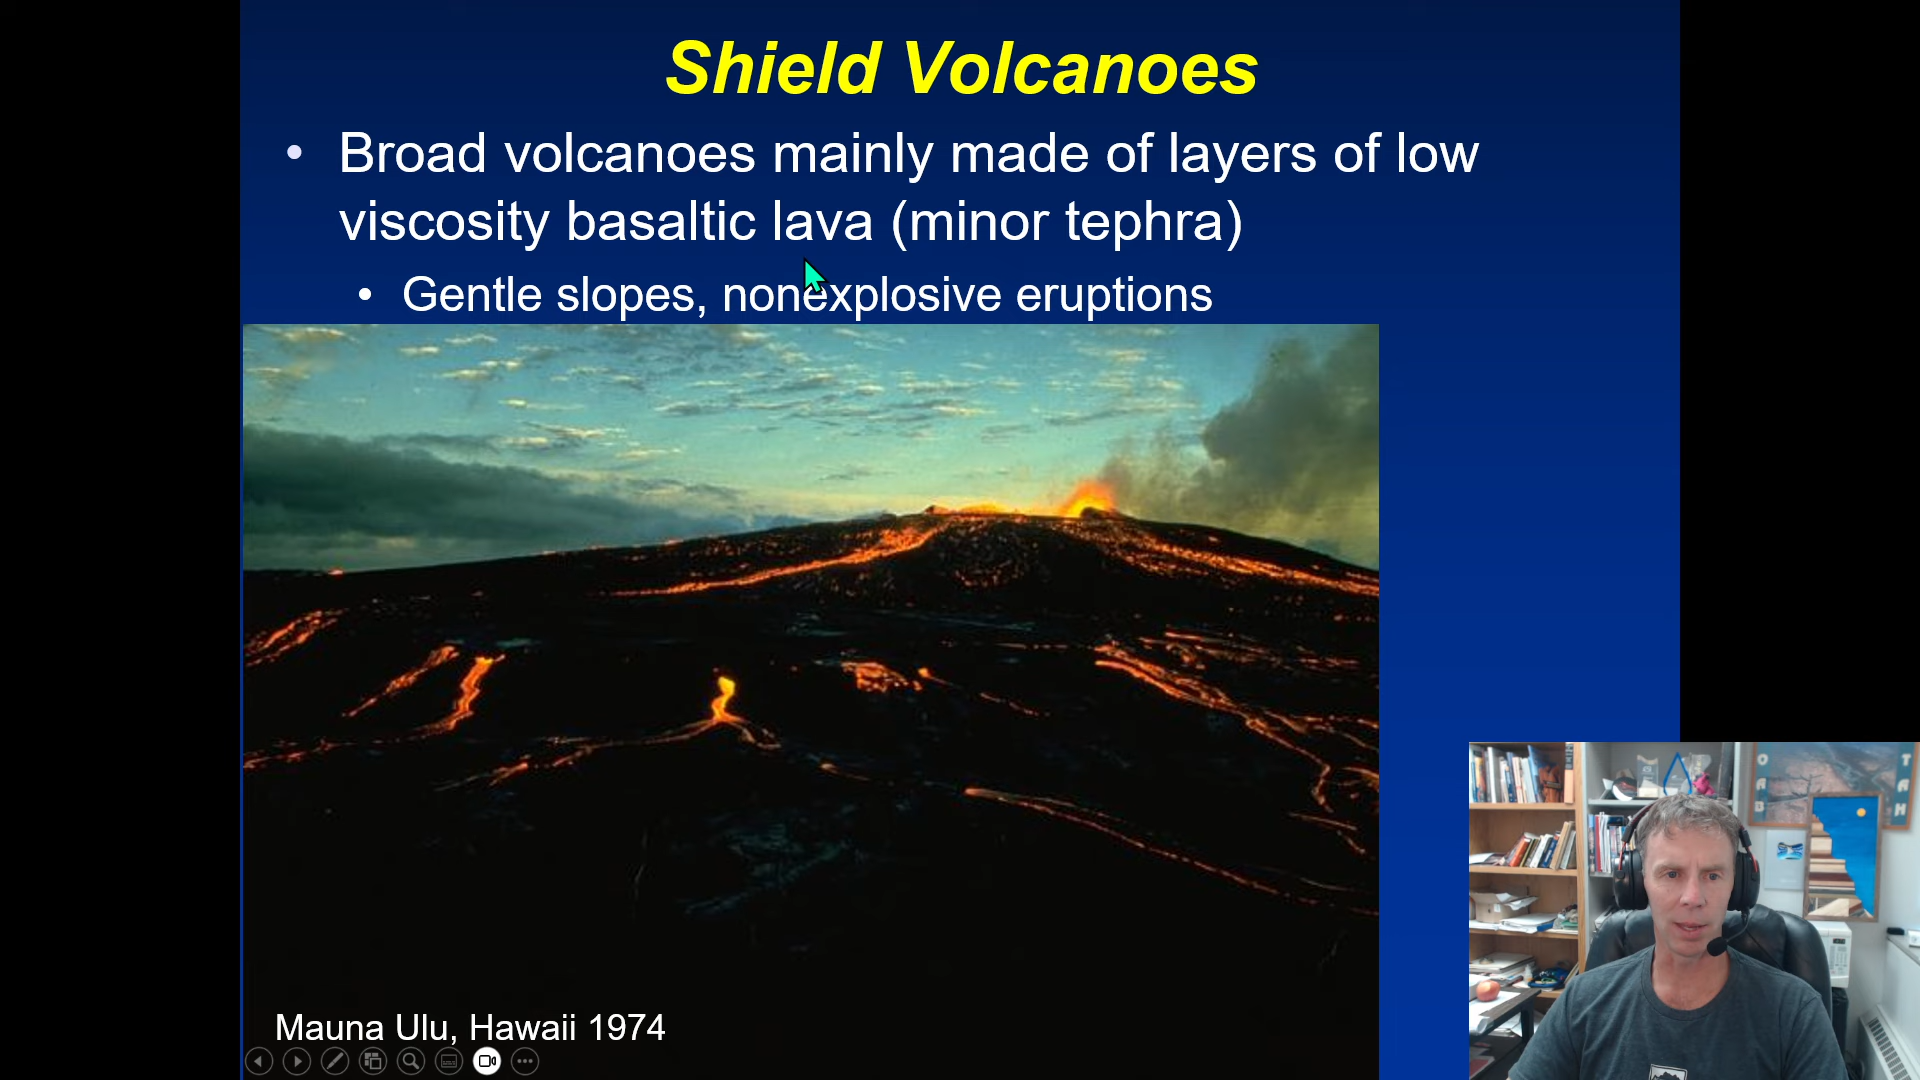 Shield Volcanoes
• Broad volcanoes mainly made of layers of low
viscosity basaltic lava (minor tephra)
• Gentle slopes, nonexplosive eruptions
Mauna Ulu, Hawaii 1974